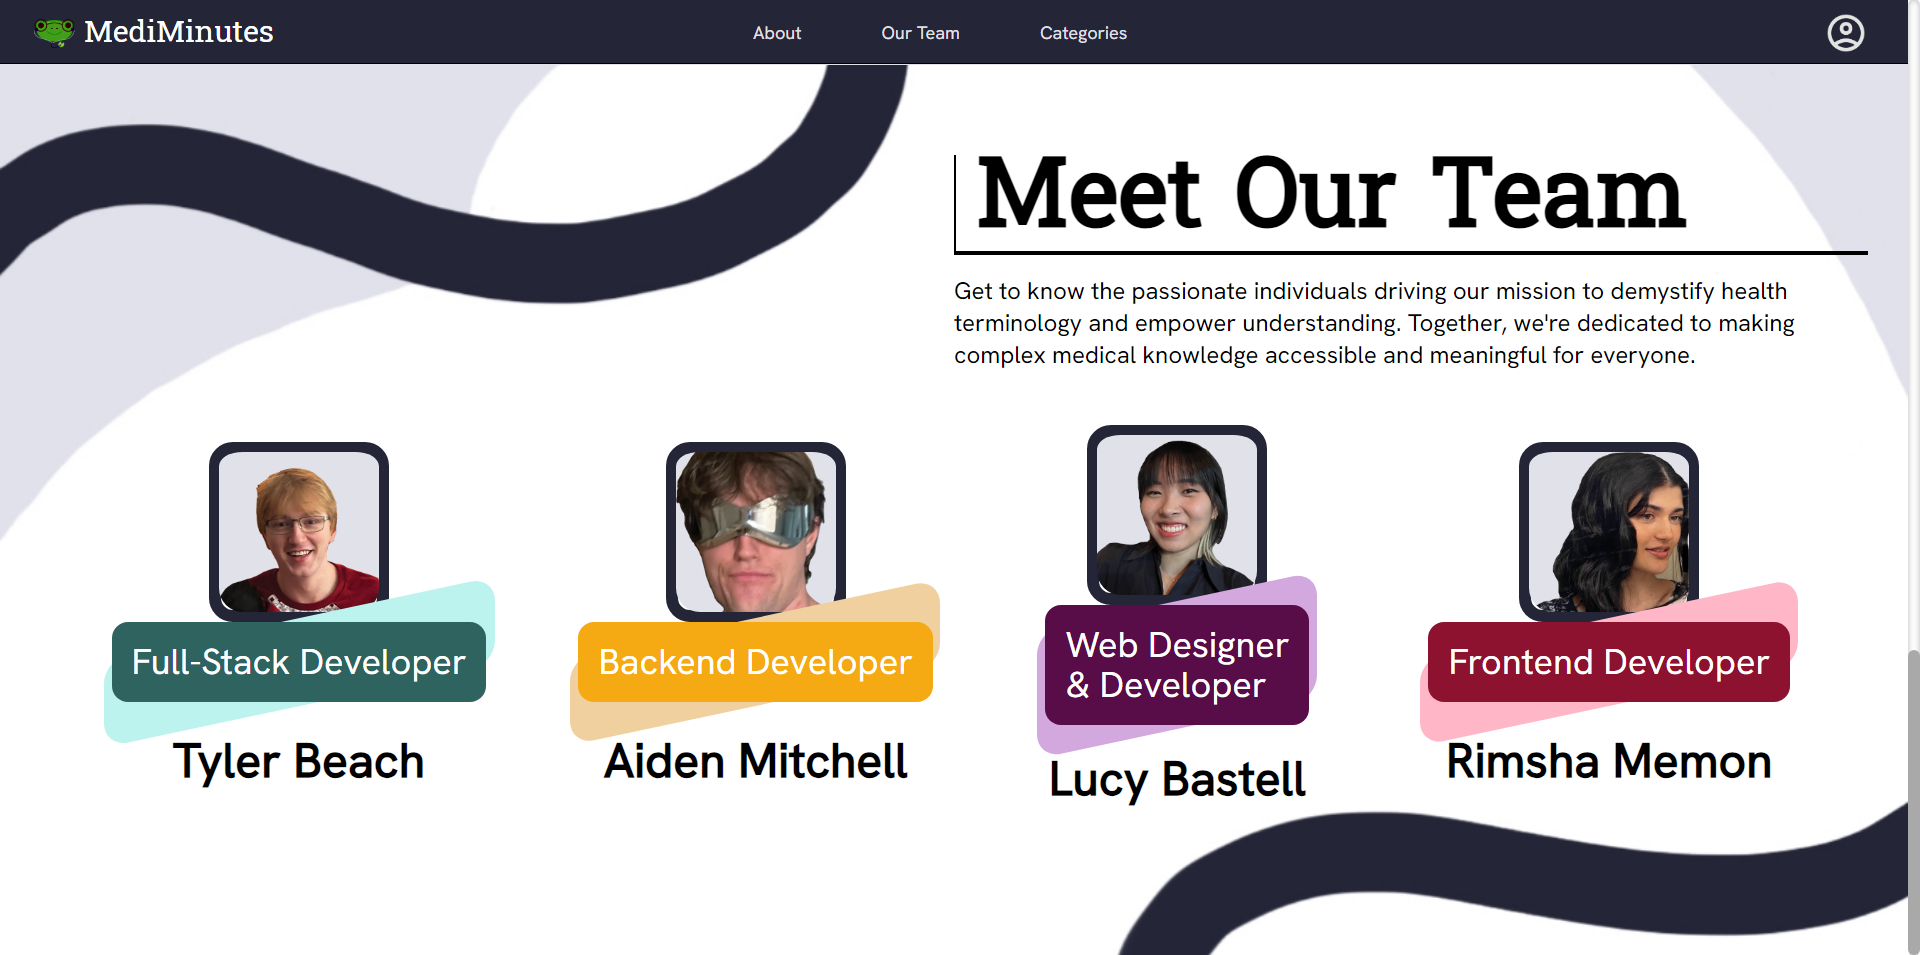 MediMinutes
About
Our Team
Categories
Meet Our Team
Get to know the passionate individuals driving our mission to demystify health
terminology and empower understanding. Together, we're dedicated to making
complex medical knowledge accessible and meaningful for everyone.
Full-Stack Developer
Tyler Beach
Backend Developer
Aiden Mitchell
Web Designer
& Developer
Lucy Bastell
Frontend Developer
Rimsha Memon